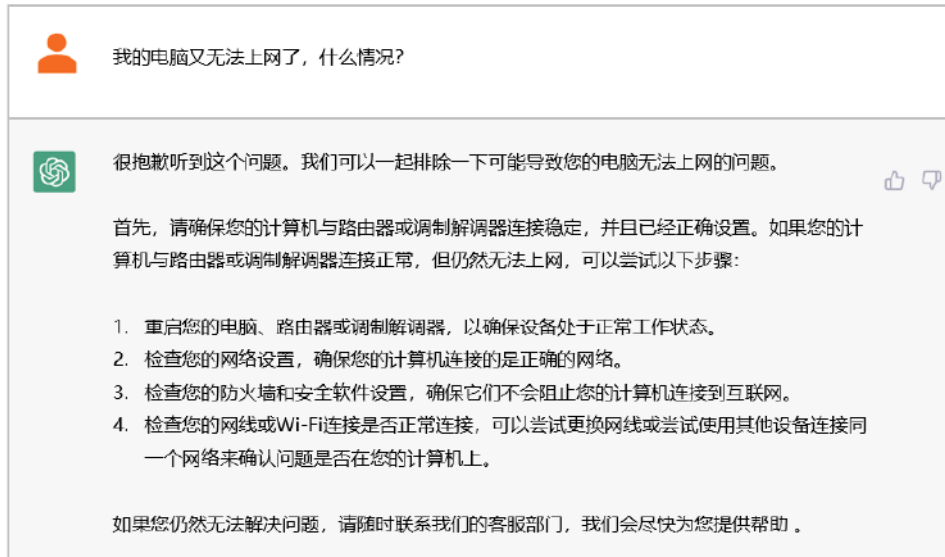 我的电脑又无法上网了，什么情况？
很抱歉听到这个问题。我们可以一起排除一下可能导致您的电脑无法上网的问题。
首先，请确保您的计算机与路由器或调制解调器连接稳定，并且已经正确设置。如果您的计
算机与路由器或调制解调器连接正常，但仍然无法上网，可以尝试以下步骤：
1. 重启您的电脑、路由器或调制解调器，以确保设备处于正常工作状态。
2. 检查您的网络设置，确保您的计算机连接的是正确的网络。
3. 检查您的防火墙和安全软件设置，确保它们不会阻止您的计算机连接到互联网。
4. 检查您的网线或Wi-Fi连接是否正常连接，可以尝试更换网线或尝试使用其他设备连接同
一个网络来确认问题是否在您的计算机上。
如果您仍然无法解决问题，请随时联系我们的客服部门，我们会尽快为您提供帮助 。